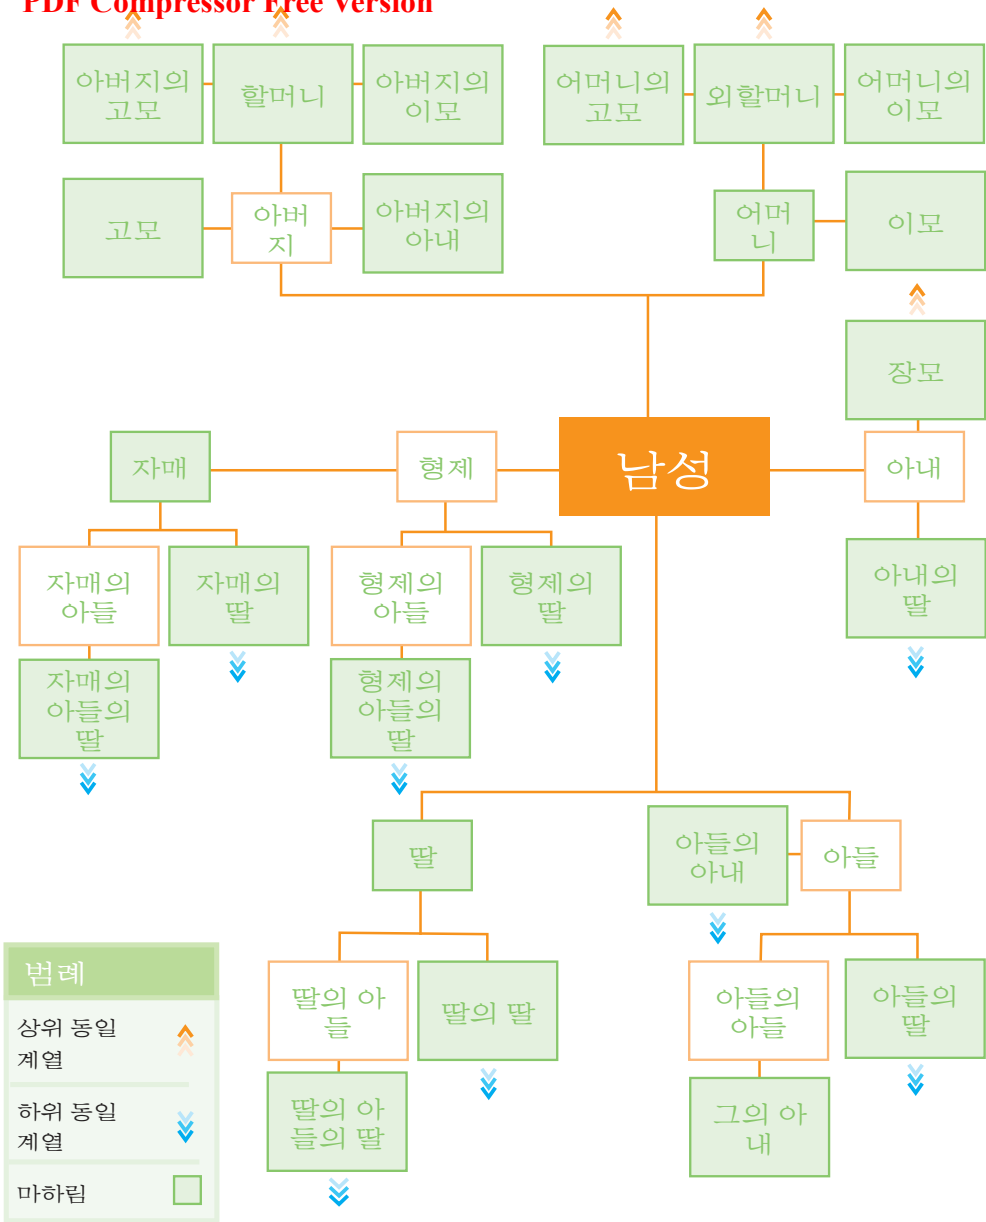 PDF Compressor Free Version
아버지의
고모
할머니
아버지의
이모
어머니의
고모
외할머니
어머니의
이모
고모
아버
지
아버지의
아내
어머
니
이모
장모
자매
형제
남성
아내
자매의
아들
자매의
딸
형제의
아들
형제의
딸
아내의
딸
자매의
아들의
딸
형제의
아들의
딸
딸
아들의
아내
아들
딸의 아
들
딸의 딸
아들의
아들
아들의
딸
딸의 아
들의 딸
그의 아
내
범례
상위 동일
계열
하위 동일
계열
마하림